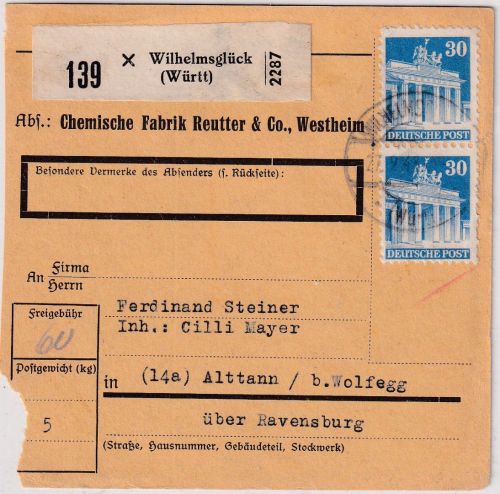 139 × Wilhelmsglück
(Württ)
2287
30
DEUTSCHE POST
30
DEUTSCHE POST
Abs.: Chemische Fabrik Reutter & Co., Westheim
Besondere Vermerke des Absenders (s. Rückseite):
An Firma
Herrn
Ferdinand Steiner
Inh.: Cilli Mayer
Freigebühr
60
Postgewicht (kg)
5
in (14a) Alttann / b.Wolfegg
über Ravensburg
(Straße, Hausnummer, Gebäudeteil, Stockwerk)